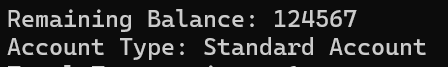 Remaining Balance: 124567
Account Type: Standard Account